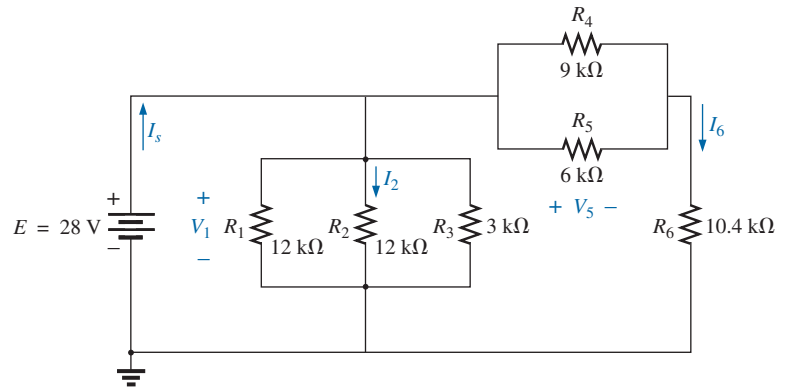 R4
9 kΩ
R5
6 kΩ
+ V5 −
I6
Is
I2
+
E = 28 V
−
+
V1
−
R1
12 kΩ
R2
12 kΩ
R3
3 kΩ
R6
10.4 kΩ